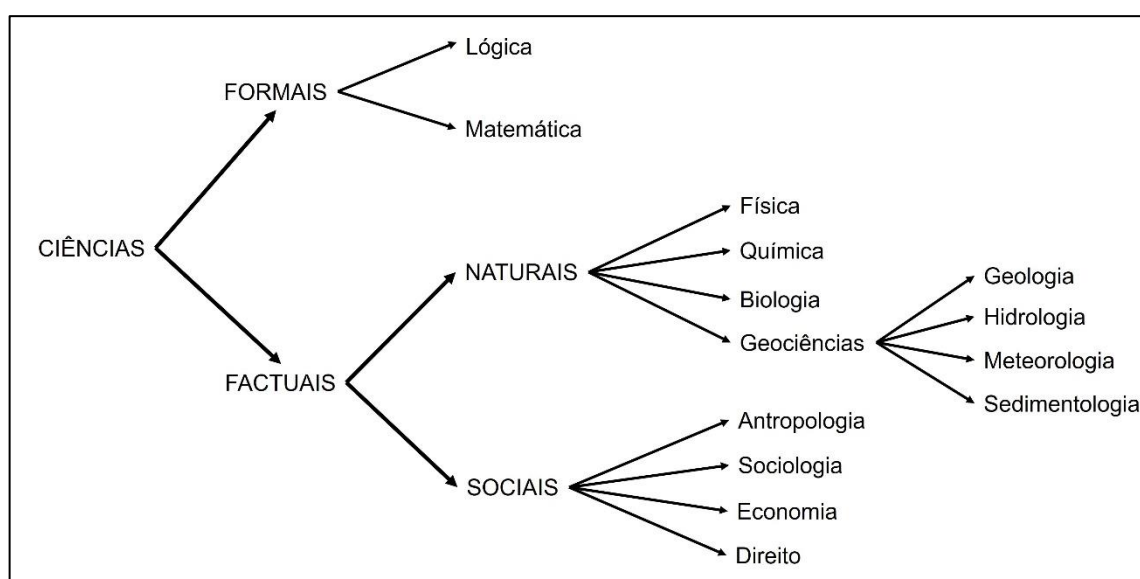 Lógica
FORMAIS
Matemática
Física
CIÊNCIAS
Química
NATURAIS
Geologia
Biologia
Hidrologia
Geociências
Meteorologia
FACTUAIS
Sedimentologia
Antropologia
Sociologia
SOCIAIS
Economia
Direito